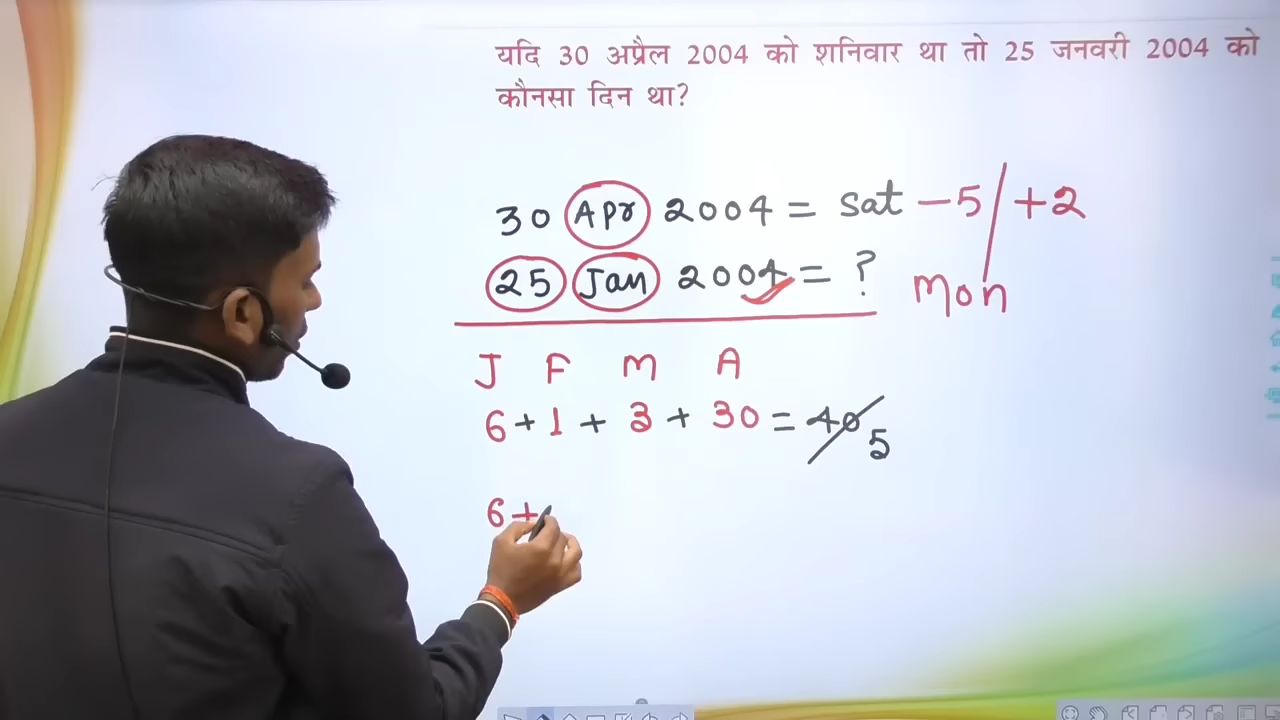 यदि 30 अप्रैल 2004 को शनिवार था तो 25 जनवरी 2004 को
कौनसा दिन था?
30 Apr 2004 = Sat -5/+2
25 Jan 2004 = ? Mon
J F M A
6+1+3+30=40 5
6+